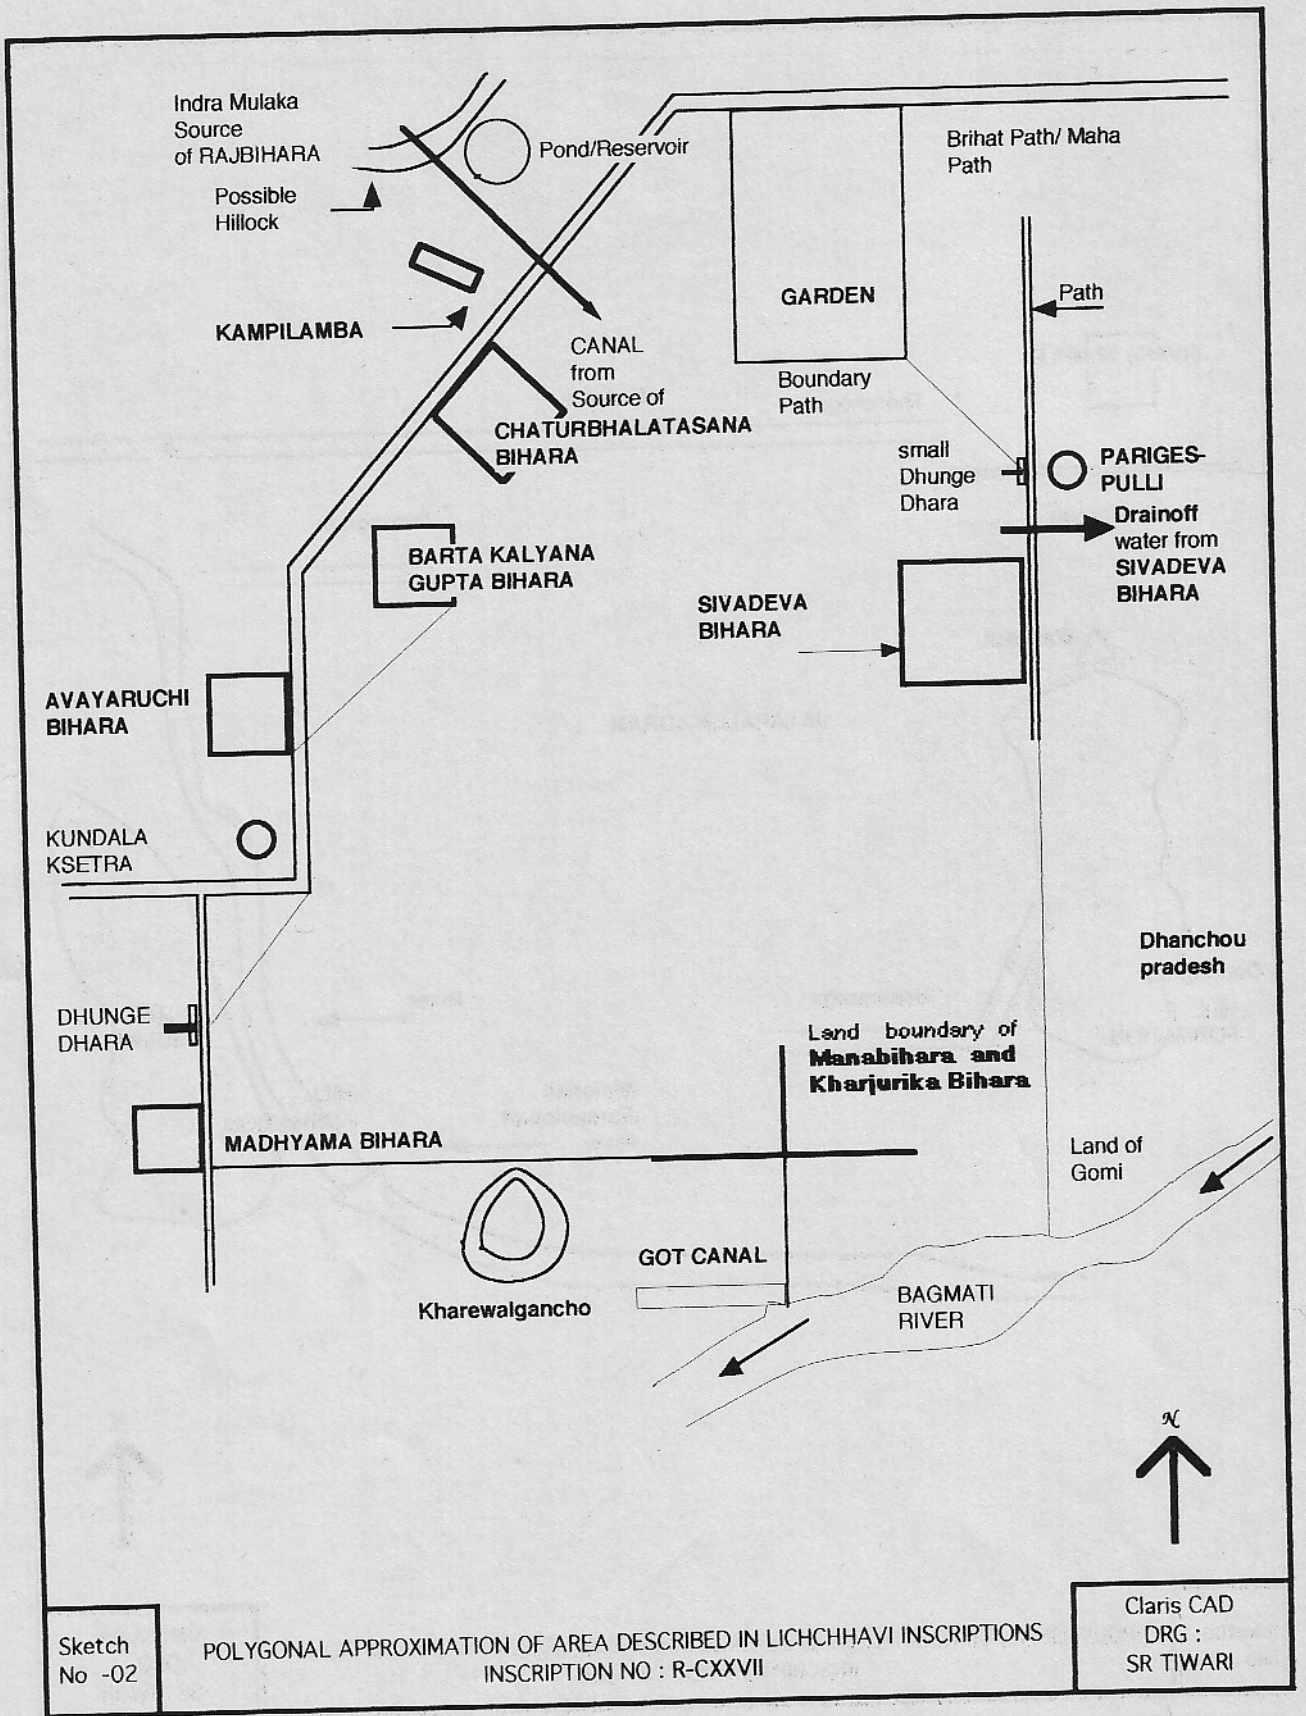 Indra Mulaka
Source
of RAJBIHARA
Possible
Hillock
Pond/Reservoir
Brihat Path/ Maha
Path
GARDEN
Path
KAMPILAMBA
CANAL
from
Source of
Boundary
Path
CHATURBHALATASANA
BIHARA
small
Dhunge
Dhara
PARIGES-
PULLI
Drainoff
water from
SIVADEVA
BIHARA
BARTA KALYANA
GUPTA BIHARA
SIVADEVA
BIHARA
AVAYARUCHI
BIHARA
KUNDALA
KSETRA
Dhanchou
pradesh
DHUNGE
DHARA
Land boundary of
Manabihara and
Kharjurika Bihara
MADHYAMA BIHARA
Land of
Gomi
GOT CANAL
Kharewalgancho
BAGMATI
RIVER
N
Sketch
No -02
POLYGONAL APPROXIMATION OF AREA DESCRIBED IN LICHCHHAVI INSCRIPTIONS
INSCRIPTION NO : R-CXXVII
Claris CAD
DRG :
SR TIWARI